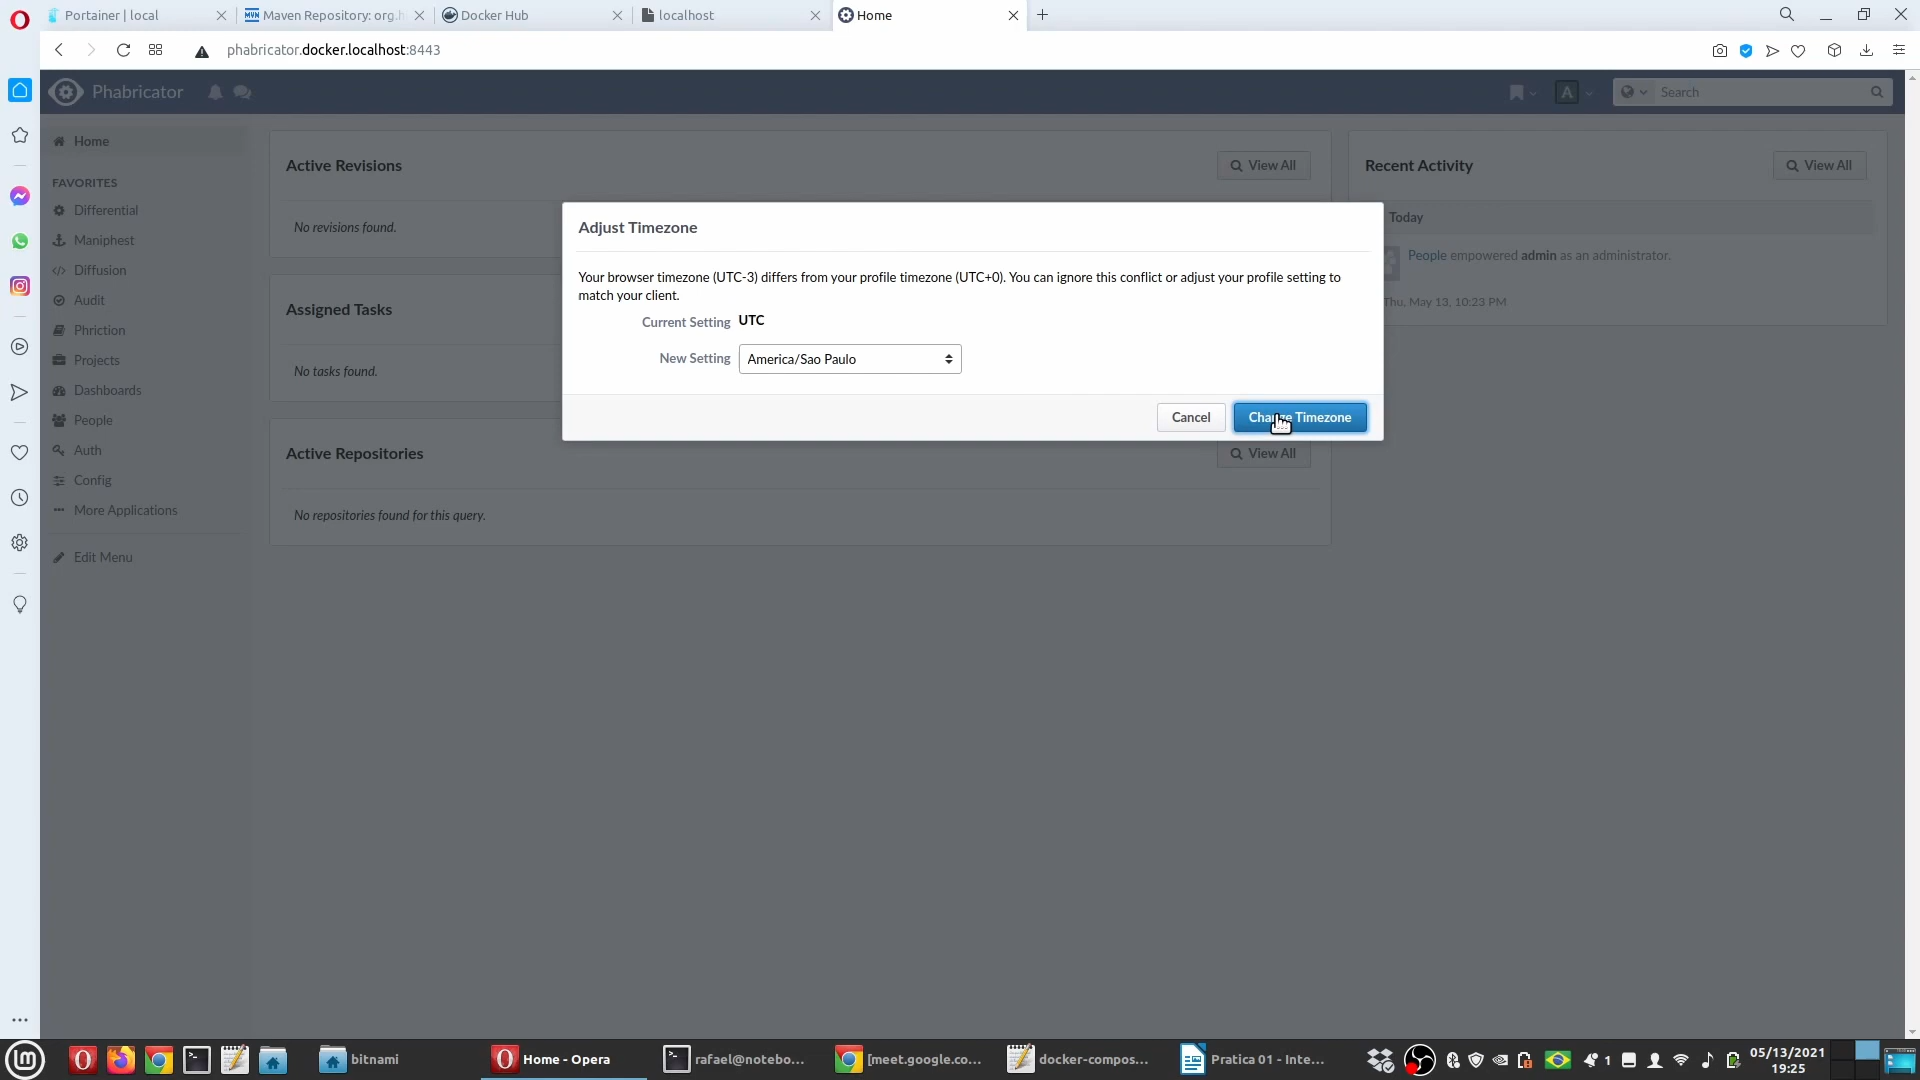 Portainer | local
Maven Repository: org.h
Docker Hub
localhost
Home
phabricator.docker.localhost:8443
Phabricator
A
Search
Home
FAVORITES
Differential
Maniphest
Diffusion
Audit
Phriction
Projects
Dashboards
People
Auth
Config
More Applications
Edit Menu
Active Revisions
View All
No revisions found.
Assigned Tasks
No tasks found.
Active Repositories
View All
No repositories found for this query.
Recent Activity
View All
Today
People empowered admin as an administrator.
Thu, May 13, 10:23 PM
Adjust Timezone
Your browser timezone (UTC-3) differs from your profile timezone (UTC+0). You can ignore this conflict or adjust your profile setting to
match your client.
Current Setting UTC
New Setting America/Sao Paulo
Cancel
Change Timezone
bitnami
Home - Opera
rafael@notebo...
[meet.google.co...
docker-compos...
Pratica 01 - Inte...
1
05/13/2021
19:25